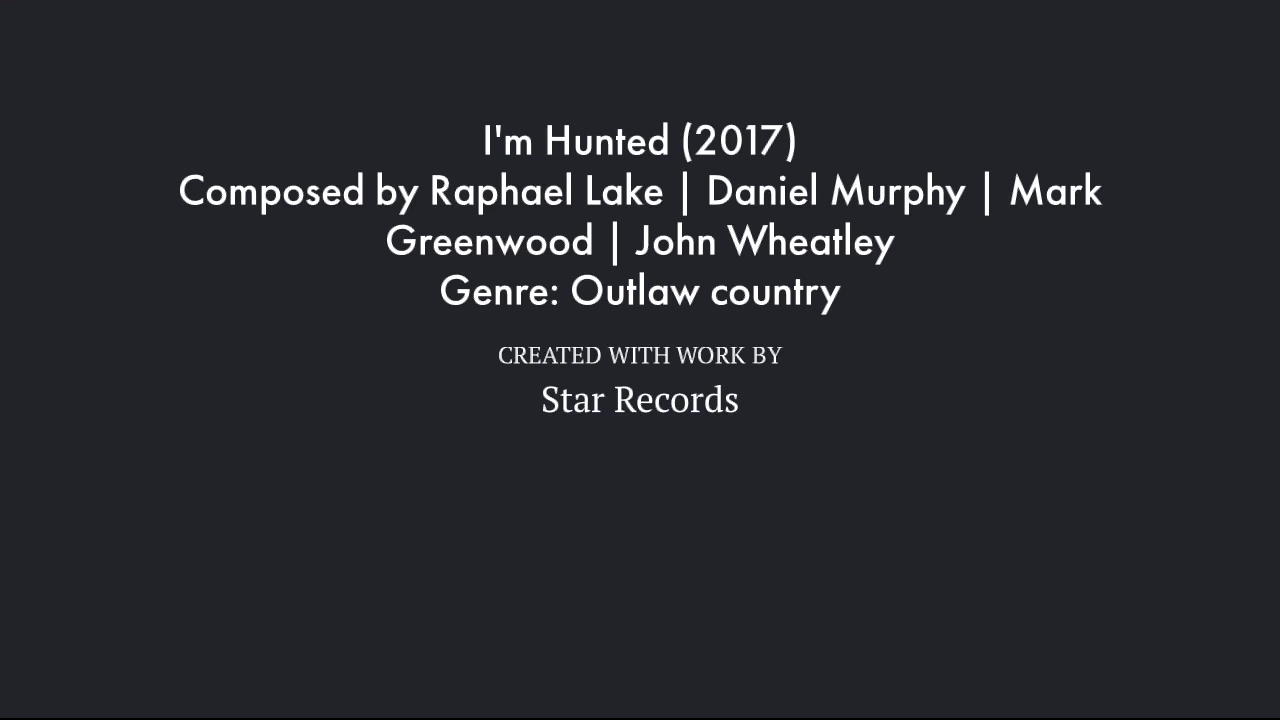 I'm Hunted (2017)
Composed by Raphael Lake | Daniel Murphy | Mark
Greenwood | John Wheatley
Genre: Outlaw country
CREATED WITH WORK BY
Star Records